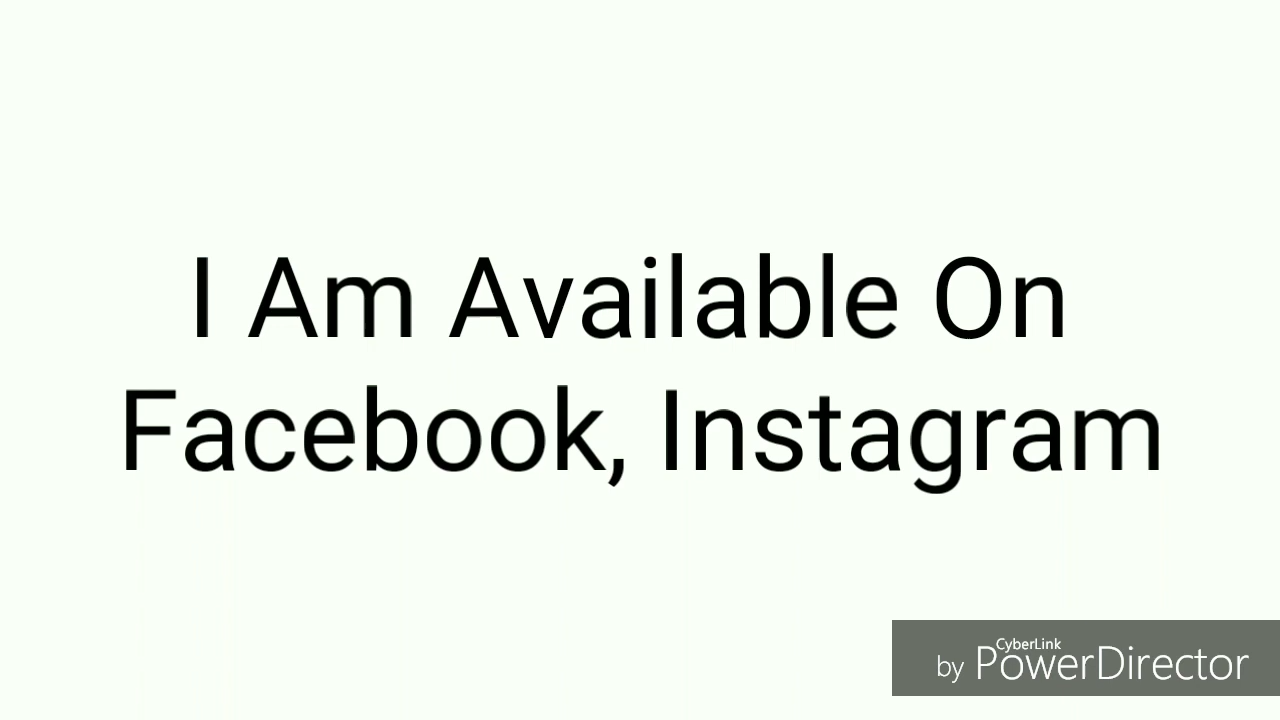 I Am Available On
Facebook, Instagram
CyberLink
by PowerDirector